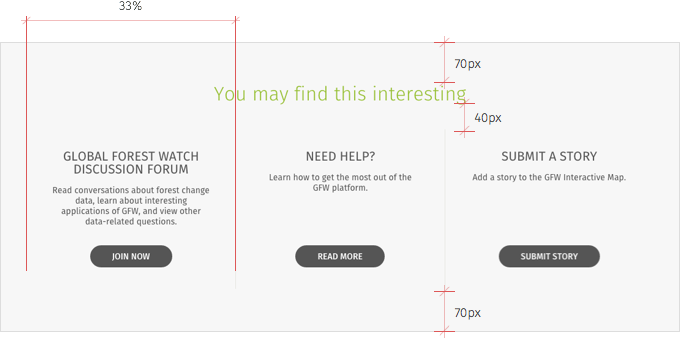 33%
70px
You may find this interesting
40px
GLOBAL FOREST WATCH
DISCUSSION FORUM
Read conversations about forest change
data, learn about interesting
applications of GFW, and view other
data-related questions.
JOIN NOW
NEED HELP?
Learn how to get the most out of the
GFW platform.
READ MORE
SUBMIT A STORY
Add a story to the GFW Interactive Map.
SUBMIT STORY
70px